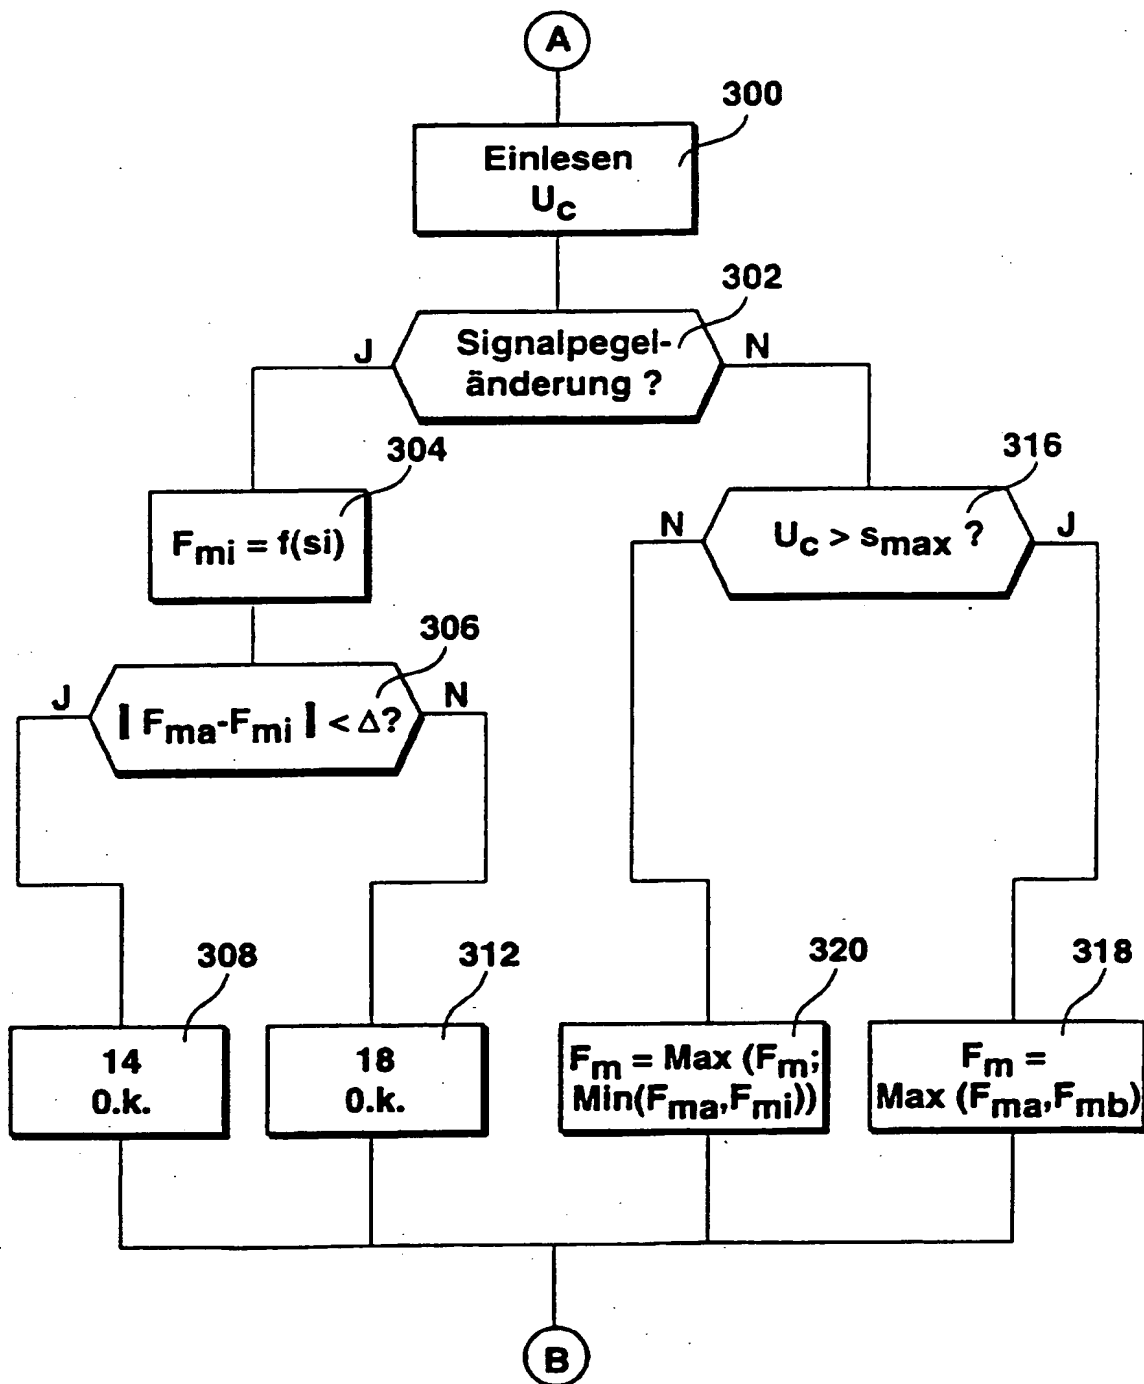 A
300
Einlesen
Uc
302
J
Signalpegel-
änderung ?
N
304
Fmi = f(si)
316
N
Uc > smax ?
J
306
J
| Fma-Fmi | < Δ?
N
308
14
0.k.
312
18
0.k.
320
Fm = Max (Fm;
Min(Fma,Fmi))
318
Fm =
Max (Fma,Fmb)
B